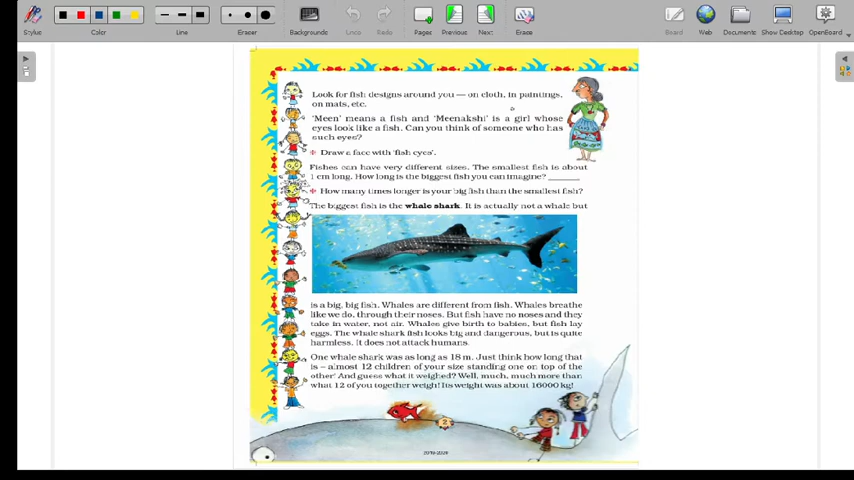 Stylus
Color
Line
Eraser
Backgrounds
Undo
Redo
Pages
Previous
Next
Erase
Board
Web
Documents
Show Desktop
OpenBoard
Look for fish designs around you — on cloth, in paintings,
on mats, etc.
'Meen' means a fish and 'Meenakshi' is a girl whose
eyes look like a fish. Can you think of someone who has
such eyes?
Draw a face with 'fish eyes'.
Fishes can have very different sizes. The smallest fish is about
1 cm long. How long is the biggest fish you can imagine? ______
How many times longer is your big fish than the smallest fish?
The biggest fish is the whale shark. It is actually not a whale but
is a big, big fish. Whales are different from fish. Whales breathe
like we do, through their noses. But fish have no noses and they
take in water, not air. Whales give birth to babies, but fish lay
eggs. The whale shark fish looks big and dangerous, but is quite
harmless. It does not attack humans.
One whale shark was as long as 18 m. Just think how long that
is – almost 12 children of your size standing one on top of the
other! And guess what it weighed? Well, much, much more than
what 12 of you together weigh! Its weight was about 16000 kg!
2